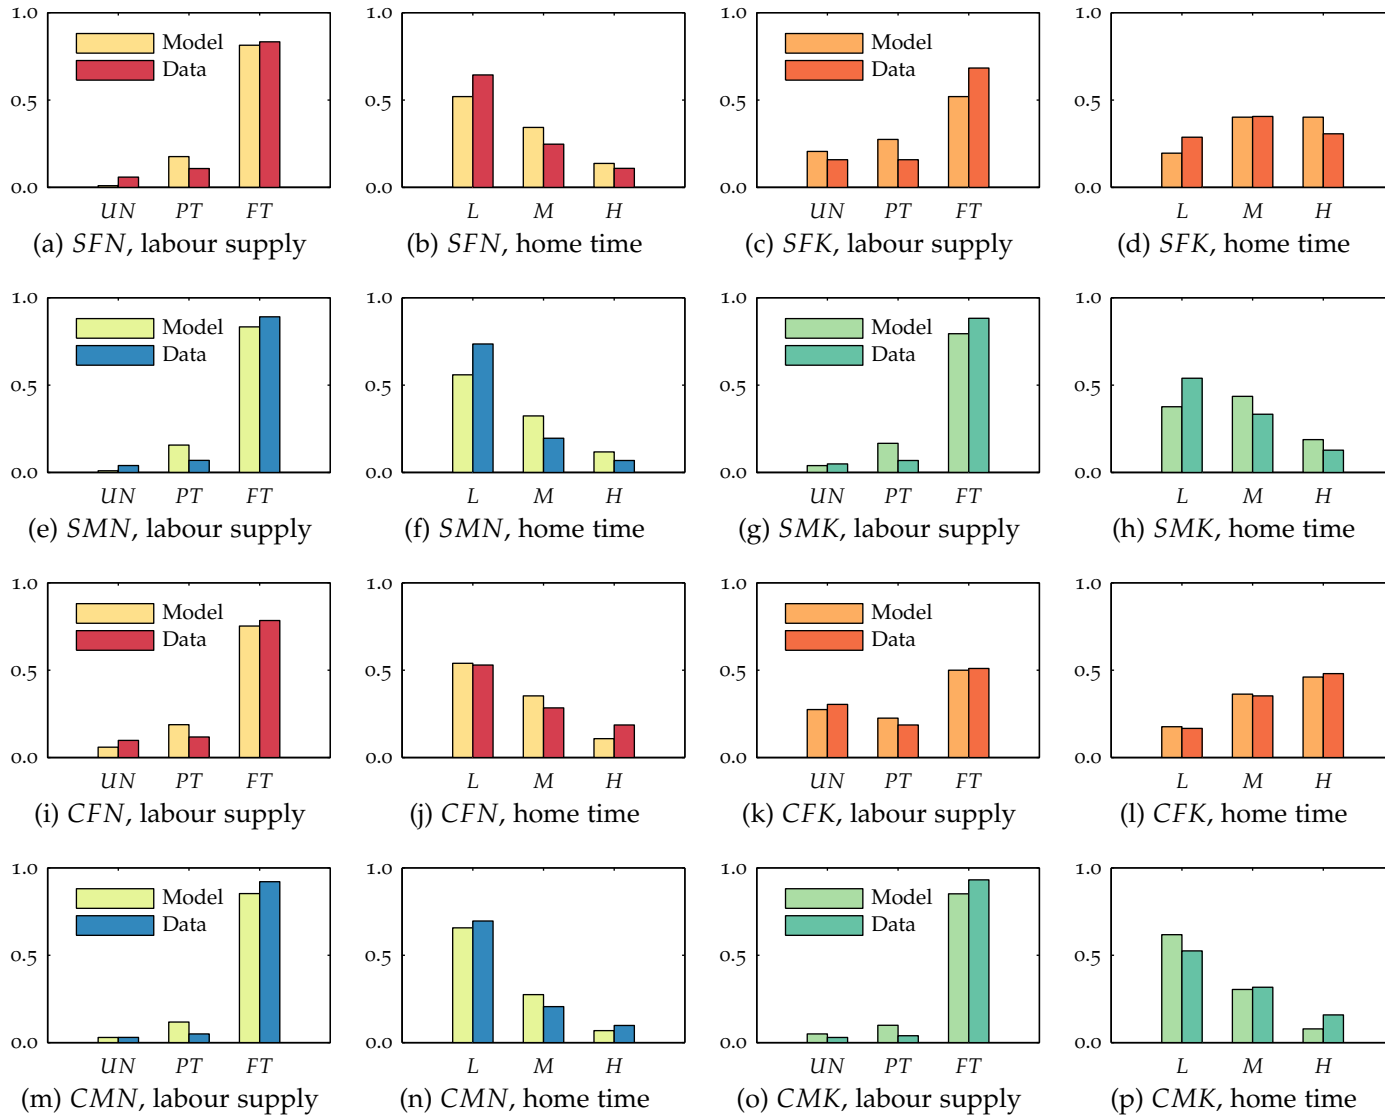 1.0 1.0 1.0 1.0
Model Model
Data Data
0.5 0.5 0.5 0.5
0.0 0.0 0.0 0.0
UN PT FT L M H UN PT FT L M H
(a) SFN, labour supply (b) SFN, home time (c) SFK, labour supply (d) SFK, home time
1.0 1.0 1.0 1.0
Model Model
Data Data
0.5 0.5 0.5 0.5
0.0 0.0 0.0 0.0
UN PT FT L M H UN PT FT L M H
(e) SMN, labour supply (f) SMN, home time (g) SMK, labour supply (h) SMK, home time
1.0 1.0 1.0 1.0
Model Model
Data Data
0.5 0.5 0.5 0.5
0.0 0.0 0.0 0.0
UN PT FT L M H UN PT FT L M H
(i) CFN, labour supply (j) CFN, home time (k) CFK, labour supply (l) CFK, home time
1.0 1.0 1.0 1.0
Model Model
Data Data
0.5 0.5 0.5 0.5
0.0 0.0 0.0 0.0
UN PT FT L M H UN PT FT L M H
(m) CMN, labour supply (n) CMN, home time (o) CMK, labour supply (p) CMK, home time